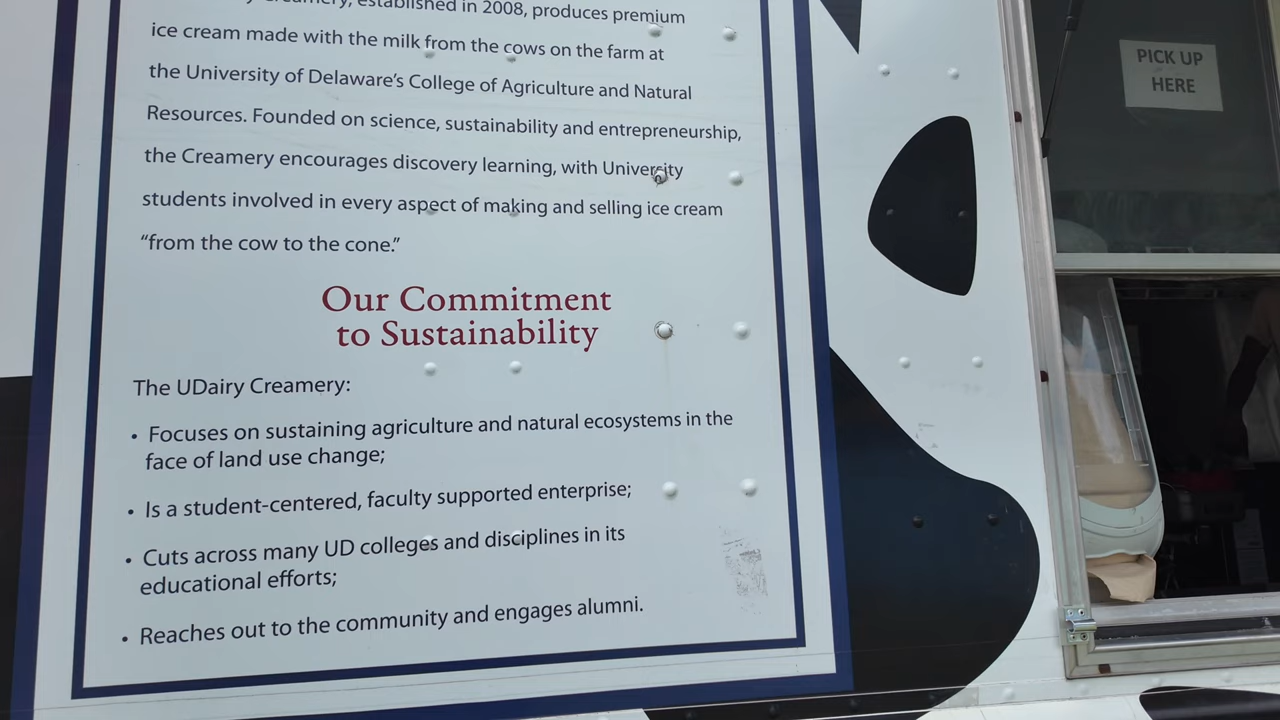 Creamery, established in 2008, produces premium
ice cream made with the milk from the cows on the farm at
the University of Delaware's College of Agriculture and Natural
Resources. Founded on science, sustainability and entrepreneurship,
the Creamery encourages discovery learning, with University
students involved in every aspect of making and selling ice cream
“from the cow to the cone.”
Our Commitment
to Sustainability
The UDairy Creamery:
• Focuses on sustaining agriculture and natural ecosystems in the
face of land use change;
• Is a student-centered, faculty supported enterprise;
• Cuts across many UD colleges and disciplines in its
educational efforts;
• Reaches out to the community and engages alumni.
PICK UP
HERE